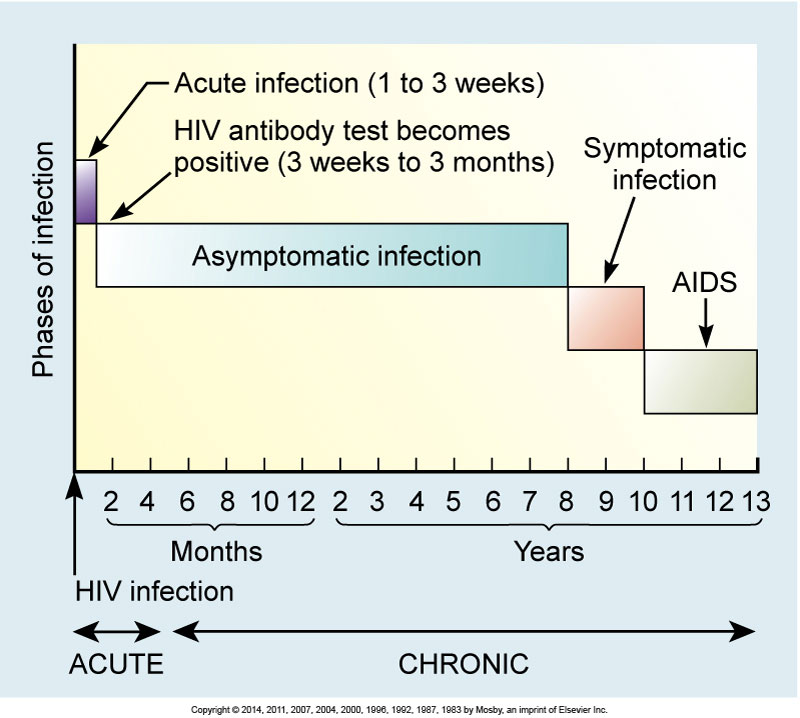 Acute infection (1 to 3 weeks)
HIV antibody test becomes
positive (3 weeks to 3 months)
Symptomatic
infection
Asymptomatic infection
AIDS
Phases of infection
2 4 6 8 10 12 2 3 4 5 6 7 8 9 10 11 12 13
Months Years
HIV infection
ACUTE CHRONIC
Copyright © 2014, 2011, 2007, 2004, 2000, 1996, 1992, 1987, 1983 by Mosby, an imprint of Elsevier Inc.